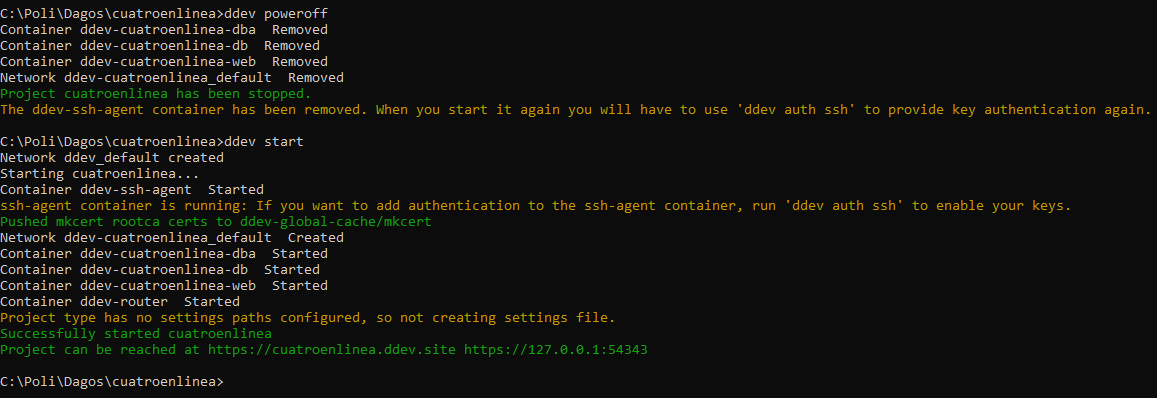 C:\Poli\Dagos\cuatroenlinea>ddev poweroff
Container ddev-cuatroenlinea-dba  Removed
Container ddev-cuatroenlinea-db  Removed
Container ddev-cuatroenlinea-web  Removed
Network ddev-cuatroenlinea_default  Removed
Project cuatroenlinea has been stopped.
The ddev-ssh-agent container has been removed. When you start it again you will have to use 'ddev auth ssh' to provide key authentication again.
C:\Poli\Dagos\cuatroenlinea>ddev start
Network ddev_default created
Starting cuatroenlinea...
Container ddev-ssh-agent  Started
ssh-agent container is running: If you want to add authentication to the ssh-agent container, run 'ddev auth ssh' to enable your keys.
Pushed mkcert rootca certs to ddev-global-cache/mkcert
Network ddev-cuatroenlinea_default  Created
Container ddev-cuatroenlinea-dba  Started
Container ddev-cuatroenlinea-db  Started
Container ddev-cuatroenlinea-web  Started
Container ddev-router  Started
Project type has no settings paths configured, so not creating settings file.
Successfully started cuatroenlinea
Project can be reached at https://cuatroenlinea.ddev.site https://127.0.0.1:54343
C:\Poli\Dagos\cuatroenlinea>